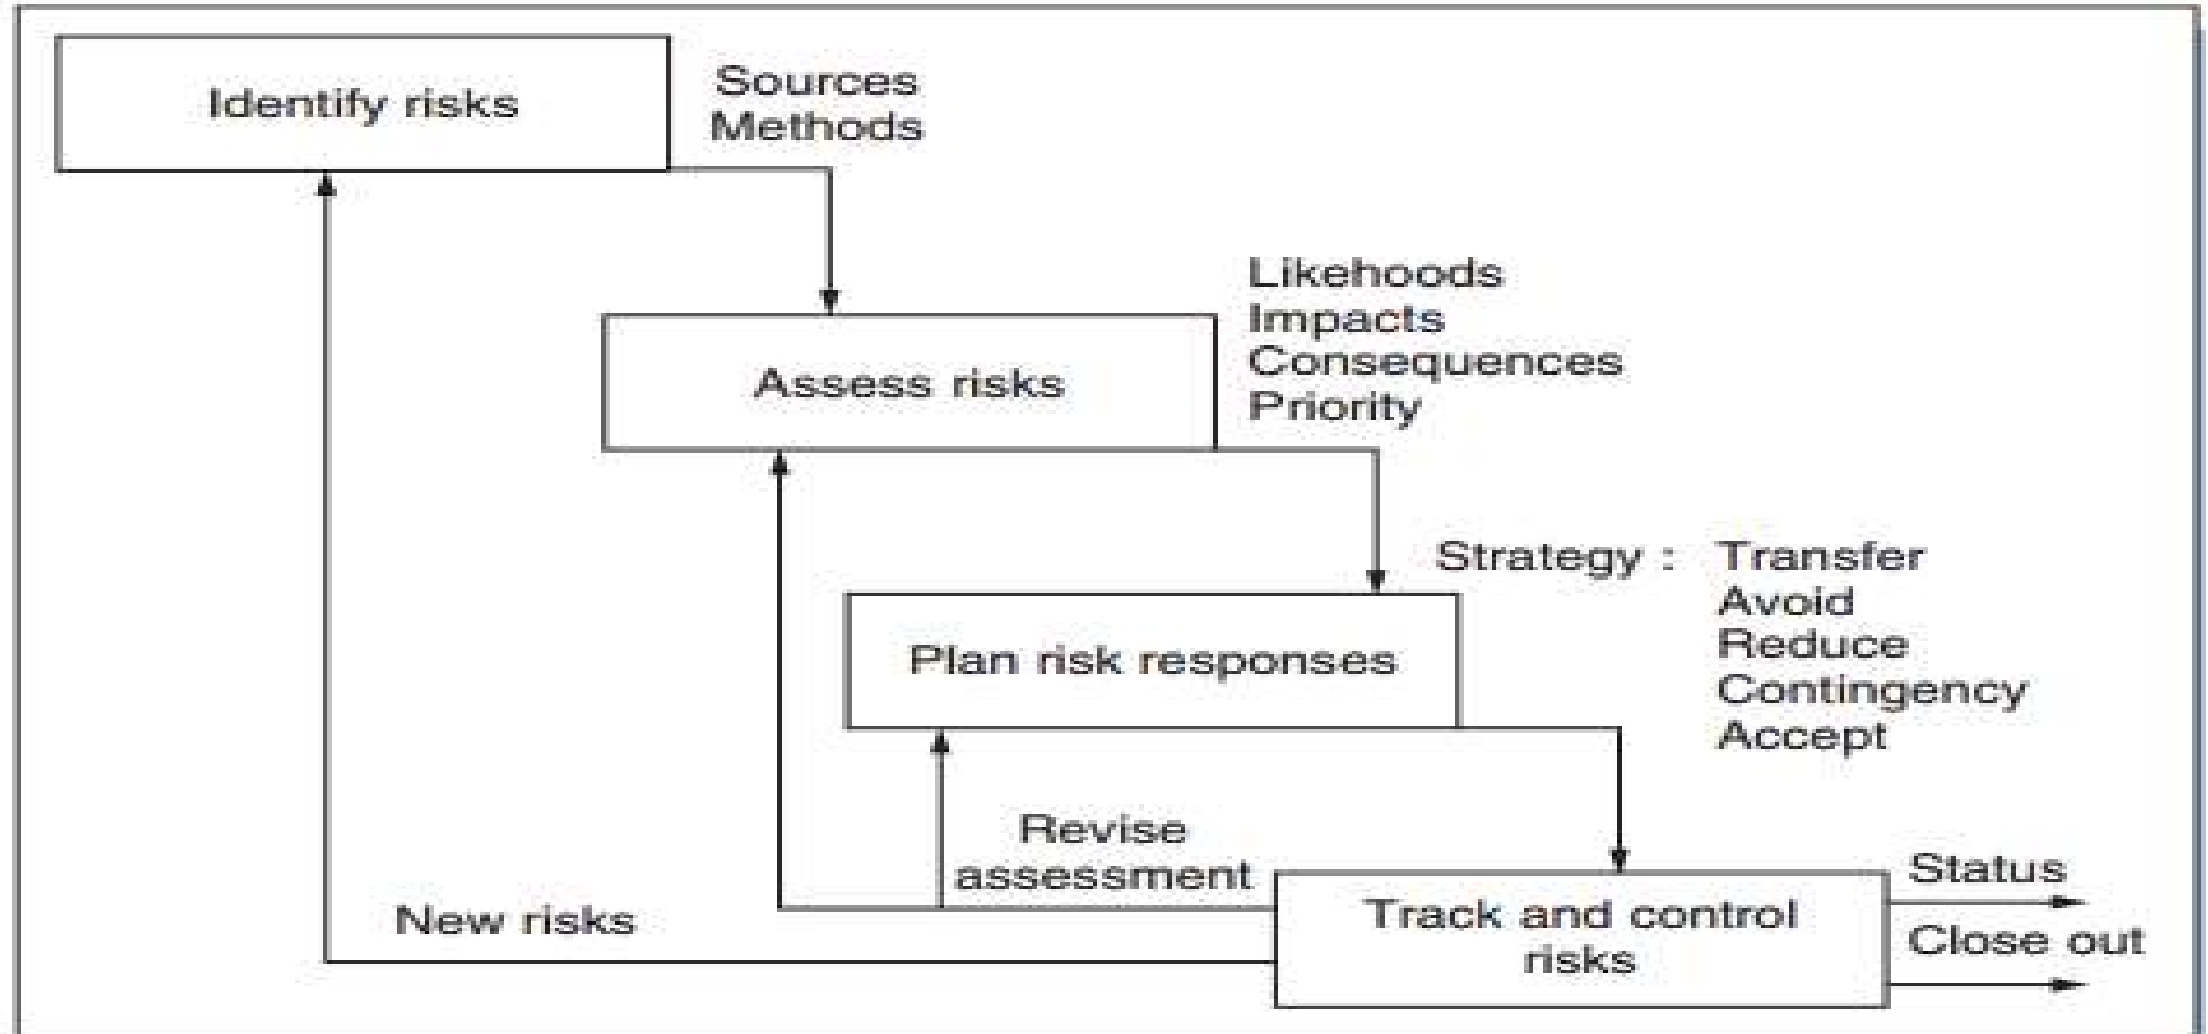 Identify risks
Sources
Methods
Likehoods
Impacts
Consequences
Priority
Assess risks
Strategy : Transfer
Avoid
Reduce
Contingency
Accept
Plan risk responses
Revise
assessment
New risks
Track and control
risks
Status
Close out